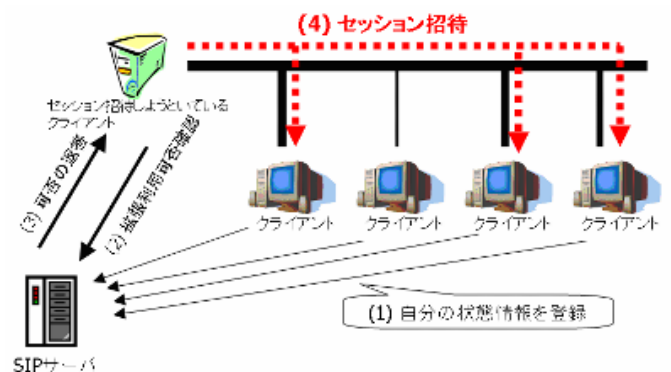 (4) セッション招待
セッション招待しようといている
クライアント
(3) 可否の返答
(2) 拡張利用可否確認
クライアント
クライアント
クライアント
クライアント
(1) 自分の状態情報を登録
SIPサーバ